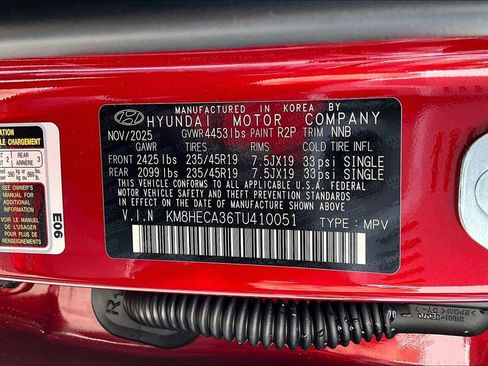 MANUFACTURED IN KOREA BY
HYUNDAI MOTOR COMPANY
NOV/2025 GVWR 4453lbs PAINT R2P TRIM NNB
GAWR TIRES RIMS COLD TIRE INFL
FRONT 2425lbs 235/45R19 7.5JX19 33psi SINGLE
REAR 2099lbs 235/45R19 7.5JX19 33psi SINGLE
THIS VEHICLE CONFORMS TO ALL APPLICABLE U.S.A FEDERAL
MOTOR VEHICLE SAFETY AND THEFT PREVENTION STANDARDS IN
EFFECT ON THE DATE OF MANUFACTURE SHOWN ABOVE.
V.I.N KM8HECA36TU410051 TYPE: MPV
REAR
ARRIÈRE 3
SEE OWNER'S
MANUAL FOR
ADDITIONAL
INFORMATION
VOIR LE
MANUEL DE
L'USAGER
POUR PLUS DE
E06